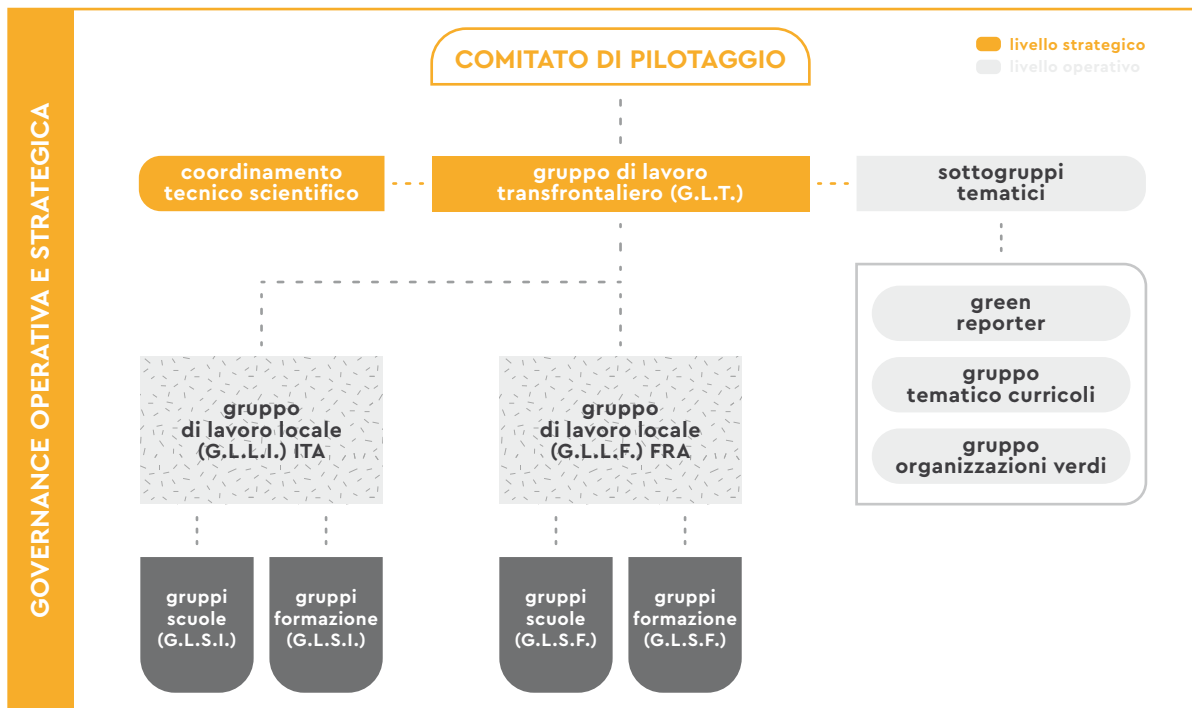 GOVERNANCE OPERATIVA E STRATEGICA
COMITATO DI PILOTAGGIO
livello strategico
livello operativo
coordinamento
tecnico scientifico
gruppo di lavoro
transfrontaliero (G.L.T.)
sottogruppi
tematici
green
reporter
gruppo
tematico curricoli
gruppo
organizzazioni verdi
gruppo
di lavoro locale
(G.L.L.I.) ITA
gruppo
di lavoro locale
(G.L.L.F.) FRA
gruppi
scuole
(G.L.S.I.)
gruppi
formazione
(G.L.S.I.)
gruppi
scuole
(G.L.S.F.)
gruppi
formazione
(G.L.S.F.)